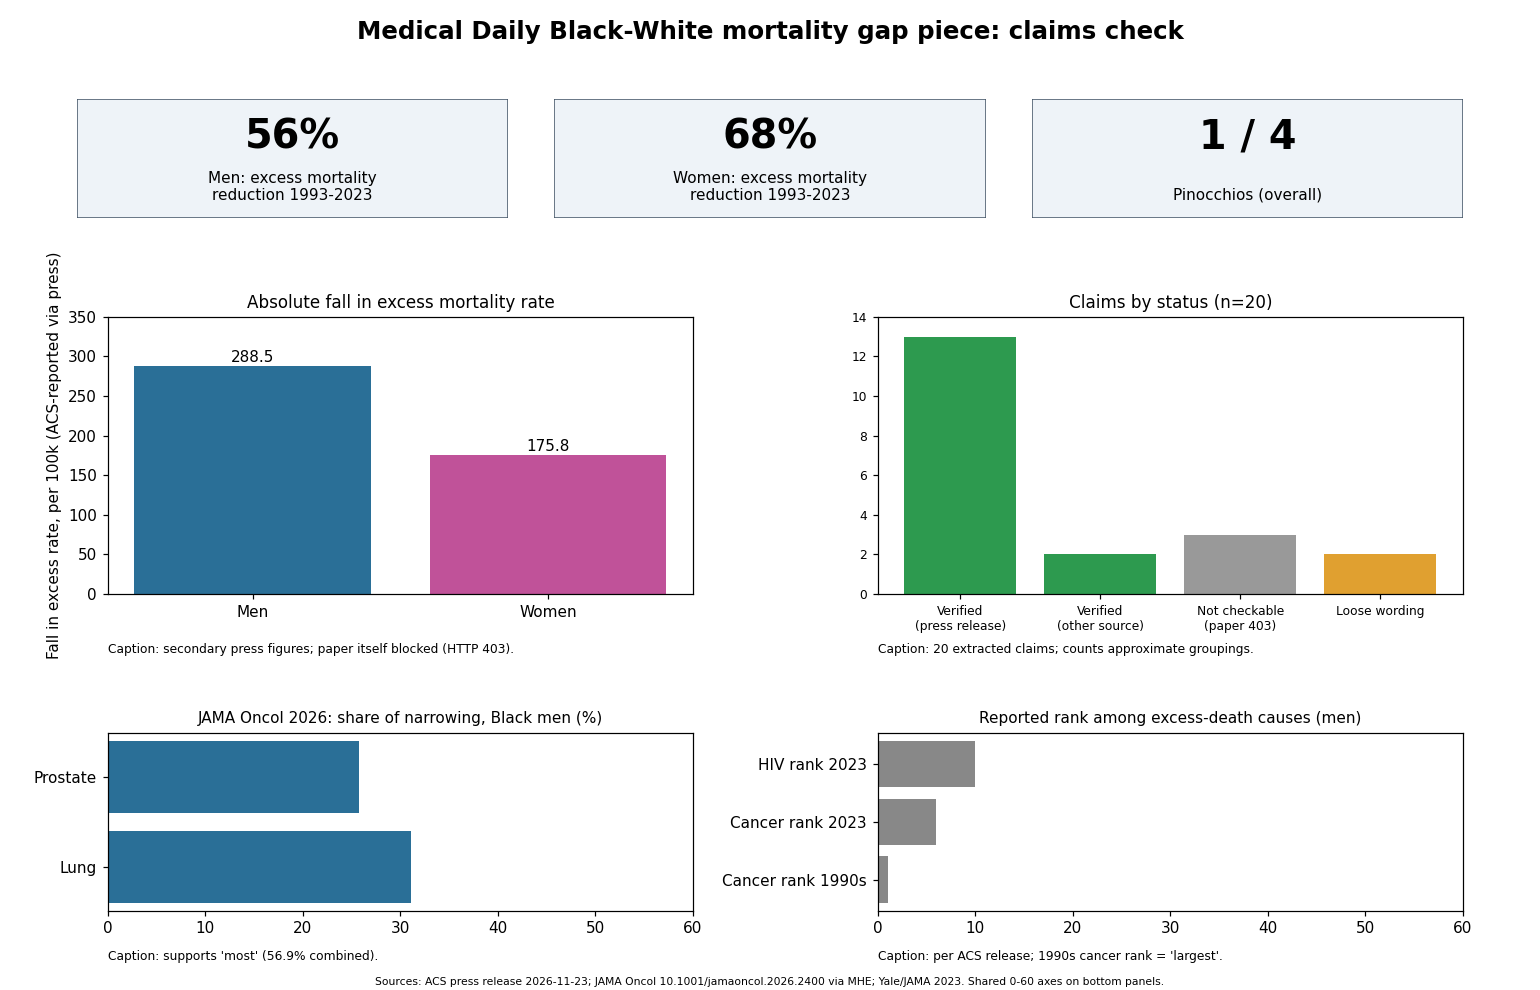 Medical Daily Black-White mortality gap piece: claims check
56%
Men: excess mortality
reduction 1993-2023
68%
Women: excess mortality
reduction 1993-2023
1 / 4
Pinocchios (overall)
Absolute fall in excess mortality rate
Fall in excess rate, per 100k (ACS-reported via press)
350
300
250
200
150
100
50
0
288.5
175.8
Men
Women
Caption: secondary press figures; paper itself blocked (HTTP 403).
Claims by status (n=20)
14
12
10
8
6
4
2
0
Verified
(press release)
Verified
(other source)
Not checkable
(paper 403)
Loose wording
Caption: 20 extracted claims; counts approximate groupings.
JAMA Oncol 2026: share of narrowing, Black men (%)
Prostate
Lung
0 10 20 30 40 50 60
Caption: supports 'most' (56.9% combined).
Reported rank among excess-death causes (men)
HIV rank 2023
Cancer rank 2023
Cancer rank 1990s
0 10 20 30 40 50 60
Caption: per ACS release; 1990s cancer rank = 'largest'.
Sources: ACS press release 2026-11-23; JAMA Oncol 10.1001/jamaoncol.2026.2400 via MHE; Yale/JAMA 2023. Shared 0-60 axes on bottom panels.